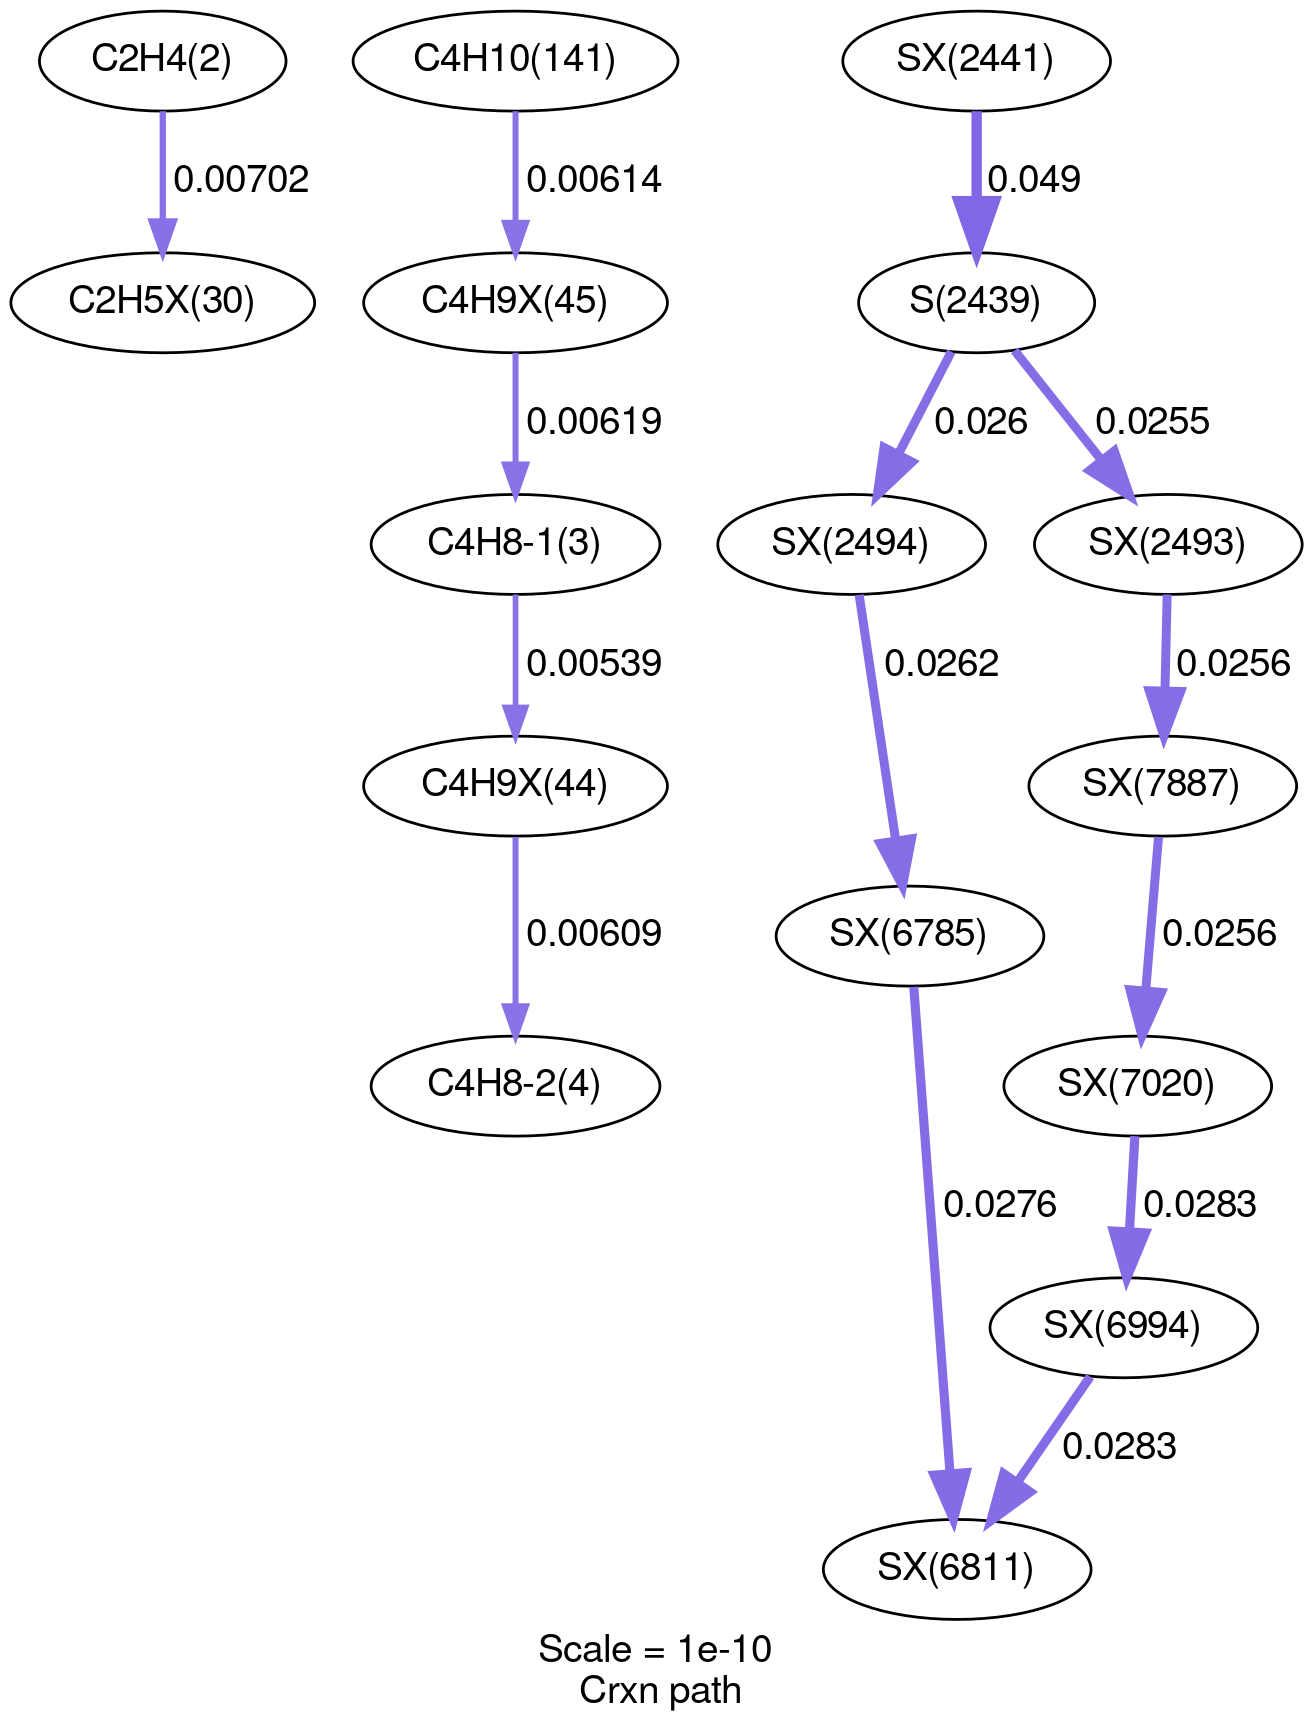 C2H4(2)
C4H10(141)
SX(2441)
0.00702
0.00614
0.049
C2H5X(30)
C4H9X(45)
S(2439)
0.00619
0.026
0.0255
C4H8-1(3)
SX(2494)
SX(2493)
0.00539
0.0262
0.0256
C4H9X(44)
SX(7887)
0.00609
SX(6785)
0.0256
C4H8-2(4)
SX(7020)
0.0276
0.0283
SX(6994)
0.0283
SX(6811)
Scale = 1e-10
Crxn path